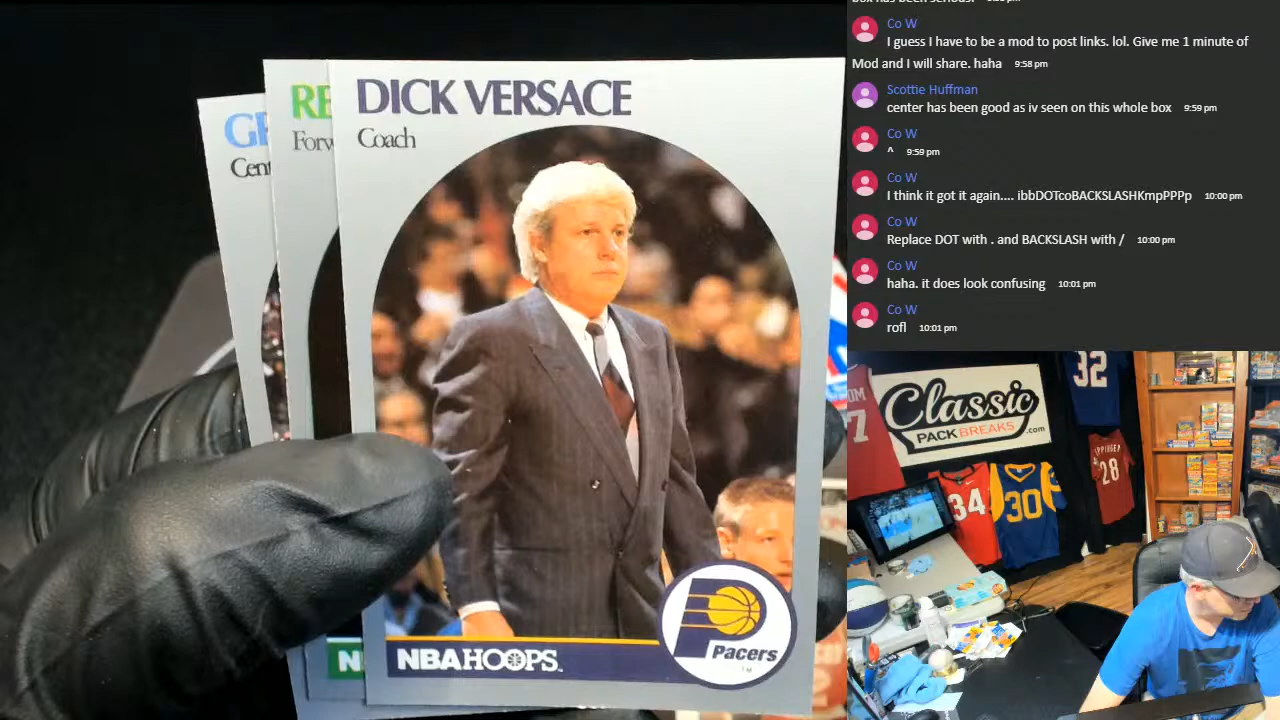 DICK VERSACE
Coach
NBA HOOPS
Pacers
GE
Cent
RE
Forw
N
Co W
I guess I have to be a mod to post links. lol. Give me 1 minute of
Mod and I will share. haha 9:58 pm
Scottie Huffman
center has been good as iv seen on this whole box 9:59 pm
Co W
^ 9:59 pm
Co W
I think it got it again.... ibbDOTcoBACKSLASHKmpPPPp 10:00 pm
Co W
Replace DOT with . and BACKSLASH with / 10:00 pm
Co W
haha. it does look confusing 10:01 pm
Co W
rofl 10:01 pm
Classic
PACK BREAKS.com
32
7
34
30
28